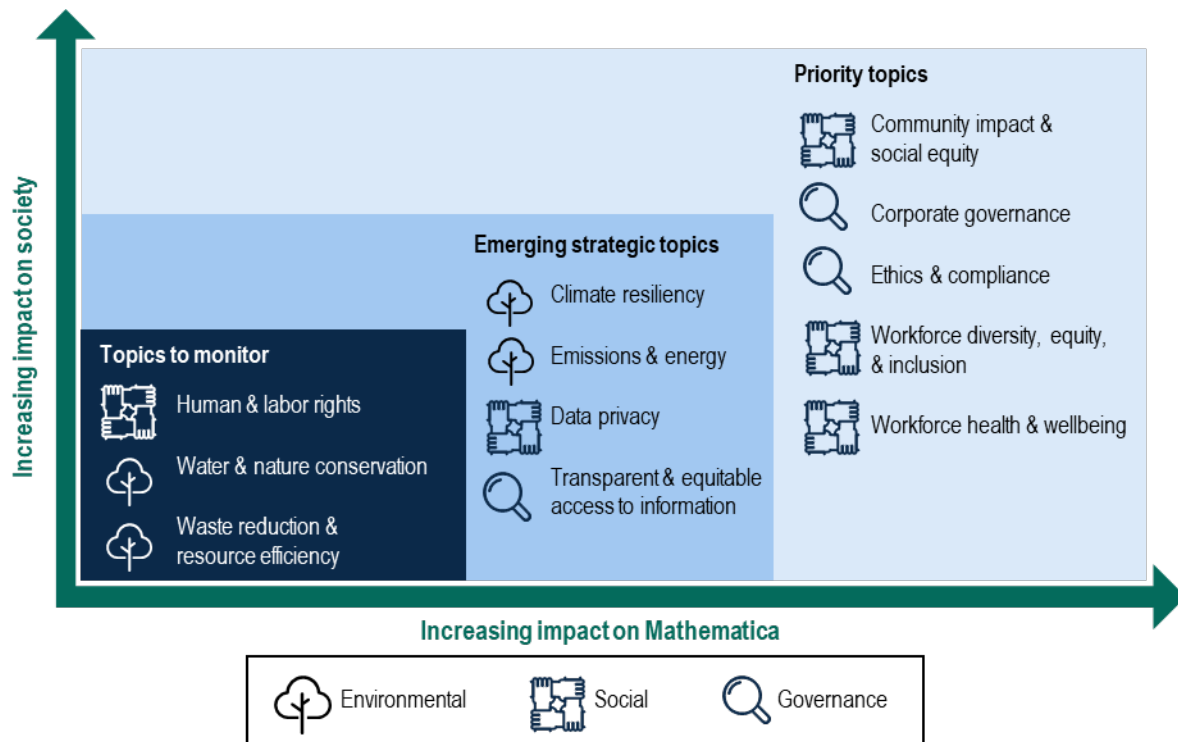 Increasing impact on society
Priority topics
Community impact &
social equity
Corporate governance
Ethics & compliance
Workforce diversity, equity,
& inclusion
Workforce health & wellbeing
Emerging strategic topics
Climate resiliency
Emissions & energy
Data privacy
Transparent & equitable
access to information
Topics to monitor
Human & labor rights
Water & nature conservation
Waste reduction &
resource efficiency
Increasing impact on Mathematica
Environmental
Social
Governance